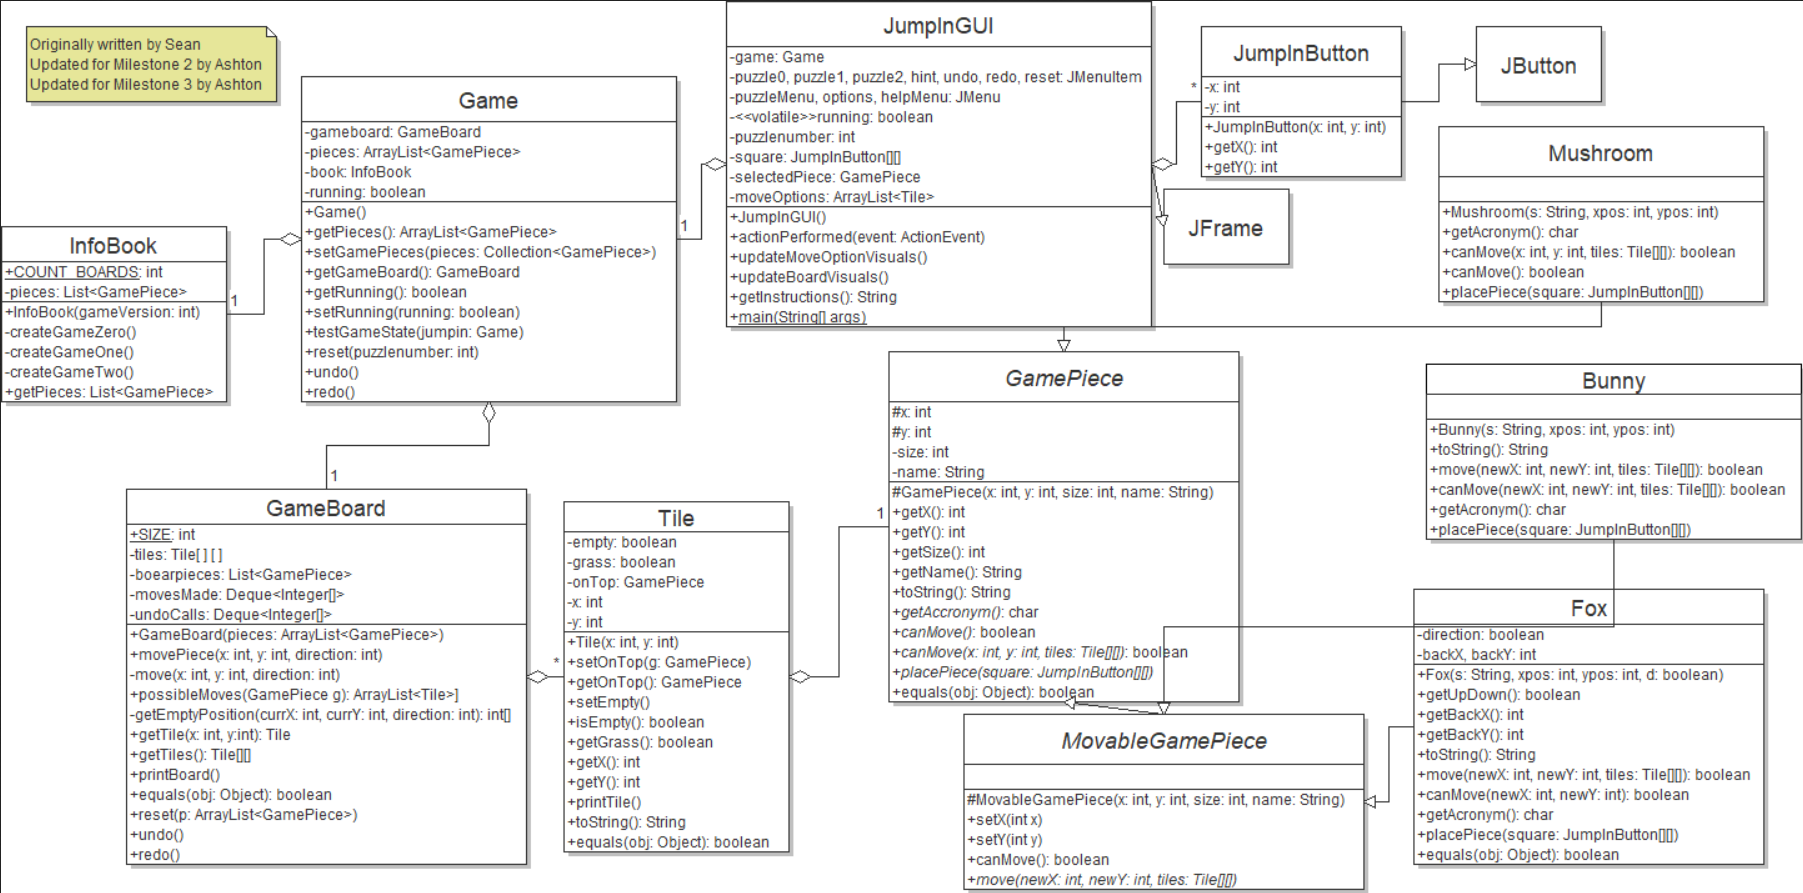 Originally written by Sean
Updated for Milestone 2 by Ashton
Updated for Milestone 3 by Ashton
Game
-gameboard: GameBoard
-pieces: ArrayList<GamePiece>
-book: InfoBook
-running: boolean
+Game()
+getPieces(): ArrayList<GamePiece>
+setGamePieces(pieces: Collection<GamePiece>)
+getGameBoard(): GameBoard
+getRunning(): boolean
+setRunning(running: boolean)
+testGameState(jumpin: Game)
+reset(puzzlenumber: int)
+undo()
+redo()
1
InfoBook
+COUNT_BOARDS: int
-pieces: List<GamePiece>
+InfoBook(gameVersion: int)
-createGameZero()
-createGameOne()
-createGameTwo()
+getPieces: List<GamePiece>
1
JumpInGUI
-game: Game
-puzzle0, puzzle1, puzzle2, hint, undo, redo, reset: JMenuItem
-puzzleMenu, options, helpMenu: JMenu
-<<volatile>>running: boolean
-puzzlenumber: int
-square: JumpInButton[][]
-selectedPiece: GamePiece
-moveOptions: ArrayList<Tile>
+JumpInGUI()
+actionPerformed(event: ActionEvent)
+updateMoveOptionVisuals()
+updateBoardVisuals()
+getInstructions(): String
+main(String[] args)
*
JumpInButton
-x: int
-y: int
+JumpInButton(x: int, y: int)
+getX(): int
+getY(): int
JButton
JFrame
Mushroom
+Mushroom(s: String, xpos: int, ypos: int)
+getAcronym(): char
+canMove(x: int, y: int, tiles: Tile[][]): boolean
+canMove(): boolean
+placePiece(square: JumpInButton[][])
GamePiece
#x: int
#y: int
-size: int
-name: String
#GamePiece(x: int, y: int, size: int, name: String)
+getX(): int
+getY(): int
+getSize(): int
+getName(): String
+toString(): String
+getAccronym(): char
+canMove(): boolean
+canMove(x: int, y: int, tiles: Tile[][]): boolean
+placePiece(square: JumpInButton[][])
+equals(obj: Object): boolean
1
Bunny
+Bunny(s: String, xpos: int, ypos: int)
+toString(): String
+move(newX: int, newY: int, tiles: Tile[][]): boolean
+canMove(newX: int, newY: int, tiles: Tile[][]): boolean
+getAcronym(): char
+placePiece(square: JumpInButton[][])
1
GameBoard
+SIZE: int
-tiles: Tile[ ] [ ]
-boearpieces: List<GamePiece>
-movesMade: Deque<Integer[]>
-undoCalls: Deque<Integer[]>
+GameBoard(pieces: ArrayList<GamePiece>)
+movePiece(x: int, y: int, direction: int)
-move(x: int, y: int, direction: int)
+possibleMoves(GamePiece g): ArrayList<Tile>]
-getEmptyPosition(currX: int, currY: int, direction: int): int[]
+getTile(x: int, y:int): Tile
+getTiles(): Tile[][]
+printBoard()
+equals(obj: Object): boolean
+reset(p: ArrayList<GamePiece>)
+undo()
+redo()
*
Tile
-empty: boolean
-grass: boolean
-onTop: GamePiece
-x: int
-y: int
+Tile(x: int, y: int)
+setOnTop(g: GamePiece)
+getOnTop(): GamePiece
+setEmpty()
+isEmpty(): boolean
+getGrass(): boolean
+getX(): int
+getY(): int
+printTile()
+toString(): String
+equals(obj: Object): boolean
MovableGamePiece
#MovableGamePiece(x: int, y: int, size: int, name: String)
+setX(int x)
+setY(int y)
+canMove(): boolean
+move(newX: int, newY: int, tiles: Tile[][])
Fox
-direction: boolean
-backX, backY: int
+Fox(s: String, xpos: int, ypos: int, d: boolean)
+getUpDown(): boolean
+getBackX(): int
+getBackY(): int
+toString(): String
+move(newX: int, newY: int, tiles: Tile[][]): boolean
+canMove(newX: int, newY: int): boolean
+getAcronym(): char
+placePiece(square: JumpInButton[][])
+equals(obj: Object): boolean